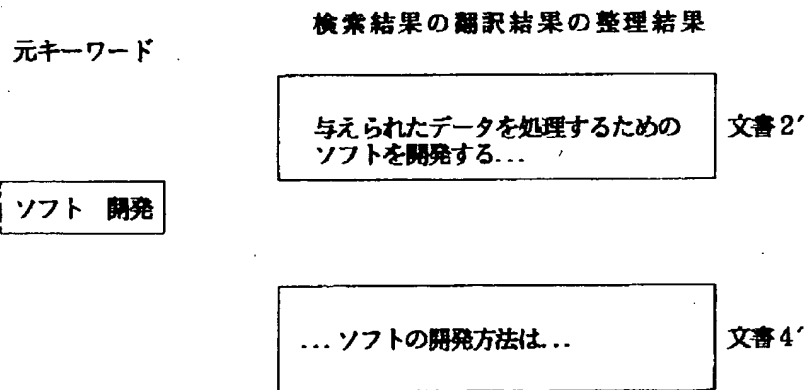 検索結果の翻訳結果の整理結果
元キーワード
与えられたデータを処理するための
ソフトを開発する...
文書2′
ソフト 開発
...ソフトの開発方法は...
文書4′